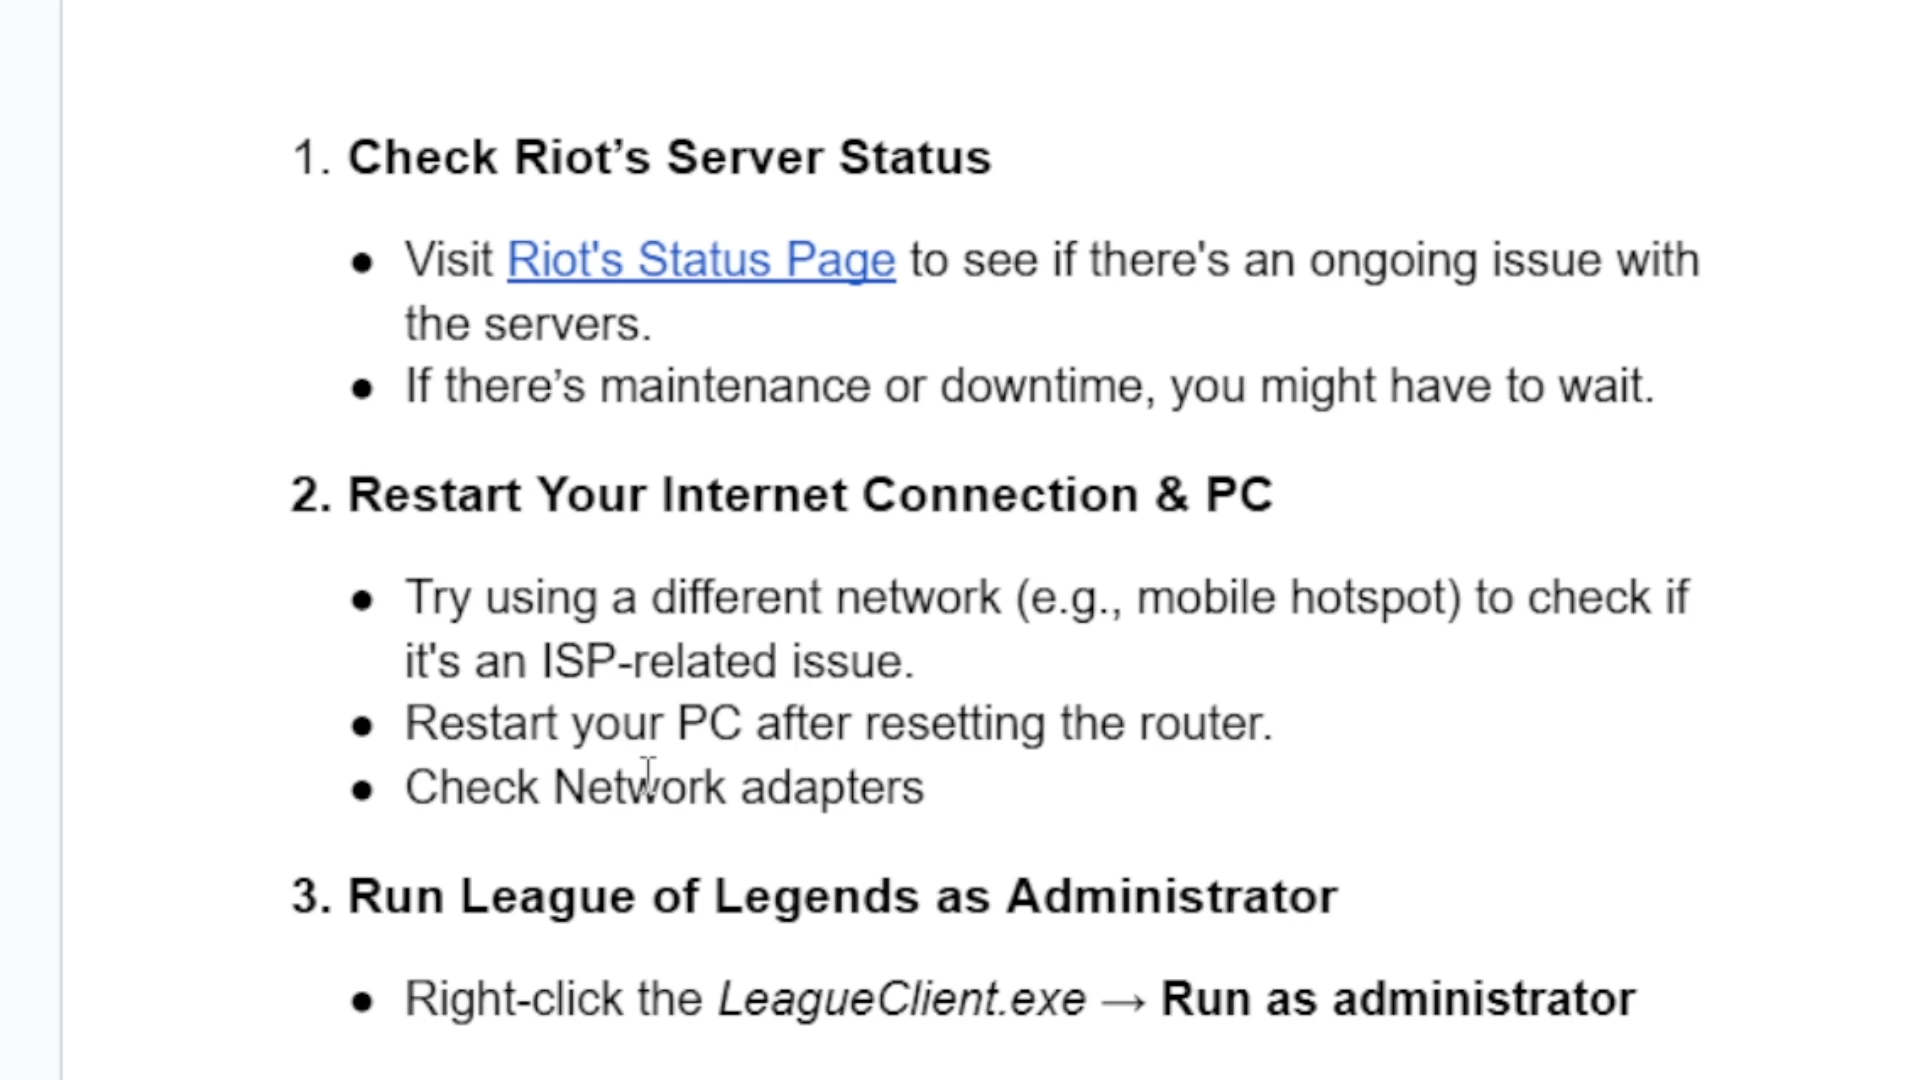 1. Check Riot’s Server Status
● Visit Riot's Status Page to see if there's an ongoing issue with
the servers.
● If there’s maintenance or downtime, you might have to wait.
2. Restart Your Internet Connection & PC
● Try using a different network (e.g., mobile hotspot) to check if
it's an ISP-related issue.
● Restart your PC after resetting the router.
● Check Network adapters
3. Run League of Legends as Administrator
● Right-click the LeagueClient.exe → Run as administrator